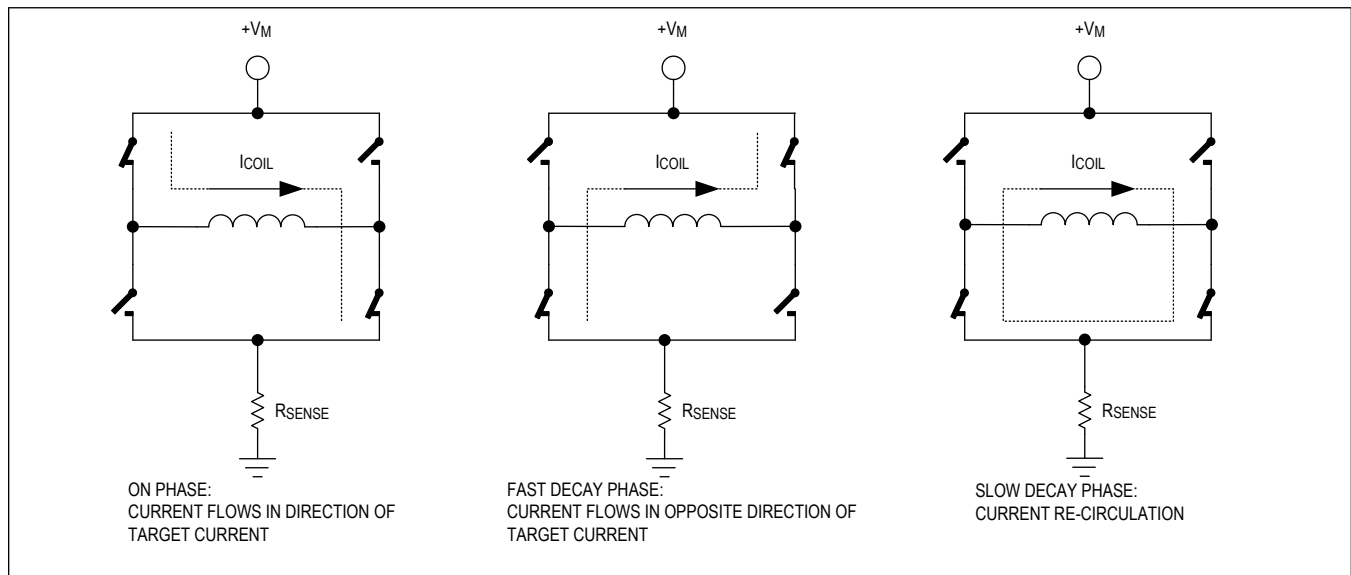 +VM
ICOIL
RSENSE
ON PHASE:
CURRENT FLOWS IN DIRECTION OF
TARGET CURRENT
+VM
ICOIL
RSENSE
FAST DECAY PHASE:
CURRENT FLOWS IN OPPOSITE DIRECTION OF
TARGET CURRENT
+VM
ICOIL
RSENSE
SLOW DECAY PHASE:
CURRENT RE-CIRCULATION